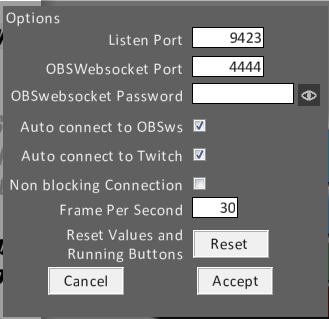 Options
Listen Port 9423
OBSWebsocket Port 4444
OBSwebsocket Password
Auto connect to OBSws
Auto connect to Twitch
Non blocking Connection
Frame Per Second 30
Reset Values and
Running Buttons Reset
Cancel Accept